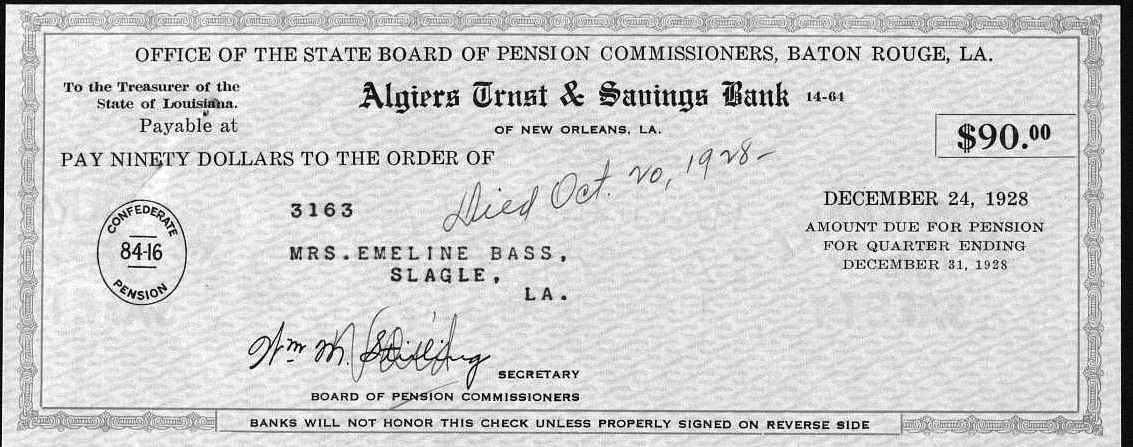 OFFICE OF THE STATE BOARD OF PENSION COMMISSIONERS, BATON ROUGE, LA.
To the Treasurer of the
State of Louisiana.
Payable at
Algiers Trust & Savings Bank 14-64
OF NEW ORLEANS, LA.
$90.00
PAY NINETY DOLLARS TO THE ORDER OF
Died Oct. 20, 1928-
3163
MRS.EMELINE BASS,
SLAGLE,
LA.
CONFEDERATE
84-16
PENSION
DECEMBER 24, 1928
AMOUNT DUE FOR PENSION
FOR QUARTER ENDING
DECEMBER 31, 1928
Wm M.
SECRETARY
BOARD OF PENSION COMMISSIONERS
BANKS WILL NOT HONOR THIS CHECK UNLESS PROPERLY SIGNED ON REVERSE SIDE